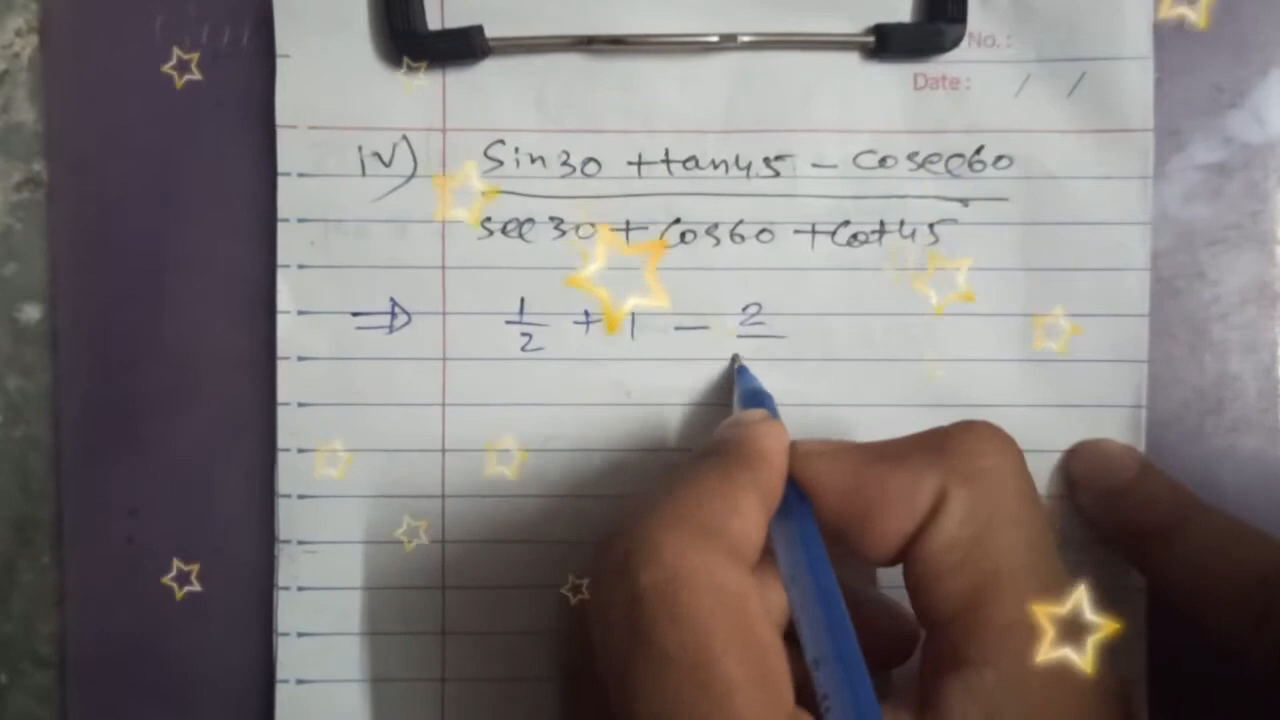 No.:
Date: / /
IV) Sin30 + tan45 - cosec60
sec30 + Cos60 + Cot45
⇒ 1/2 + 1 - 2